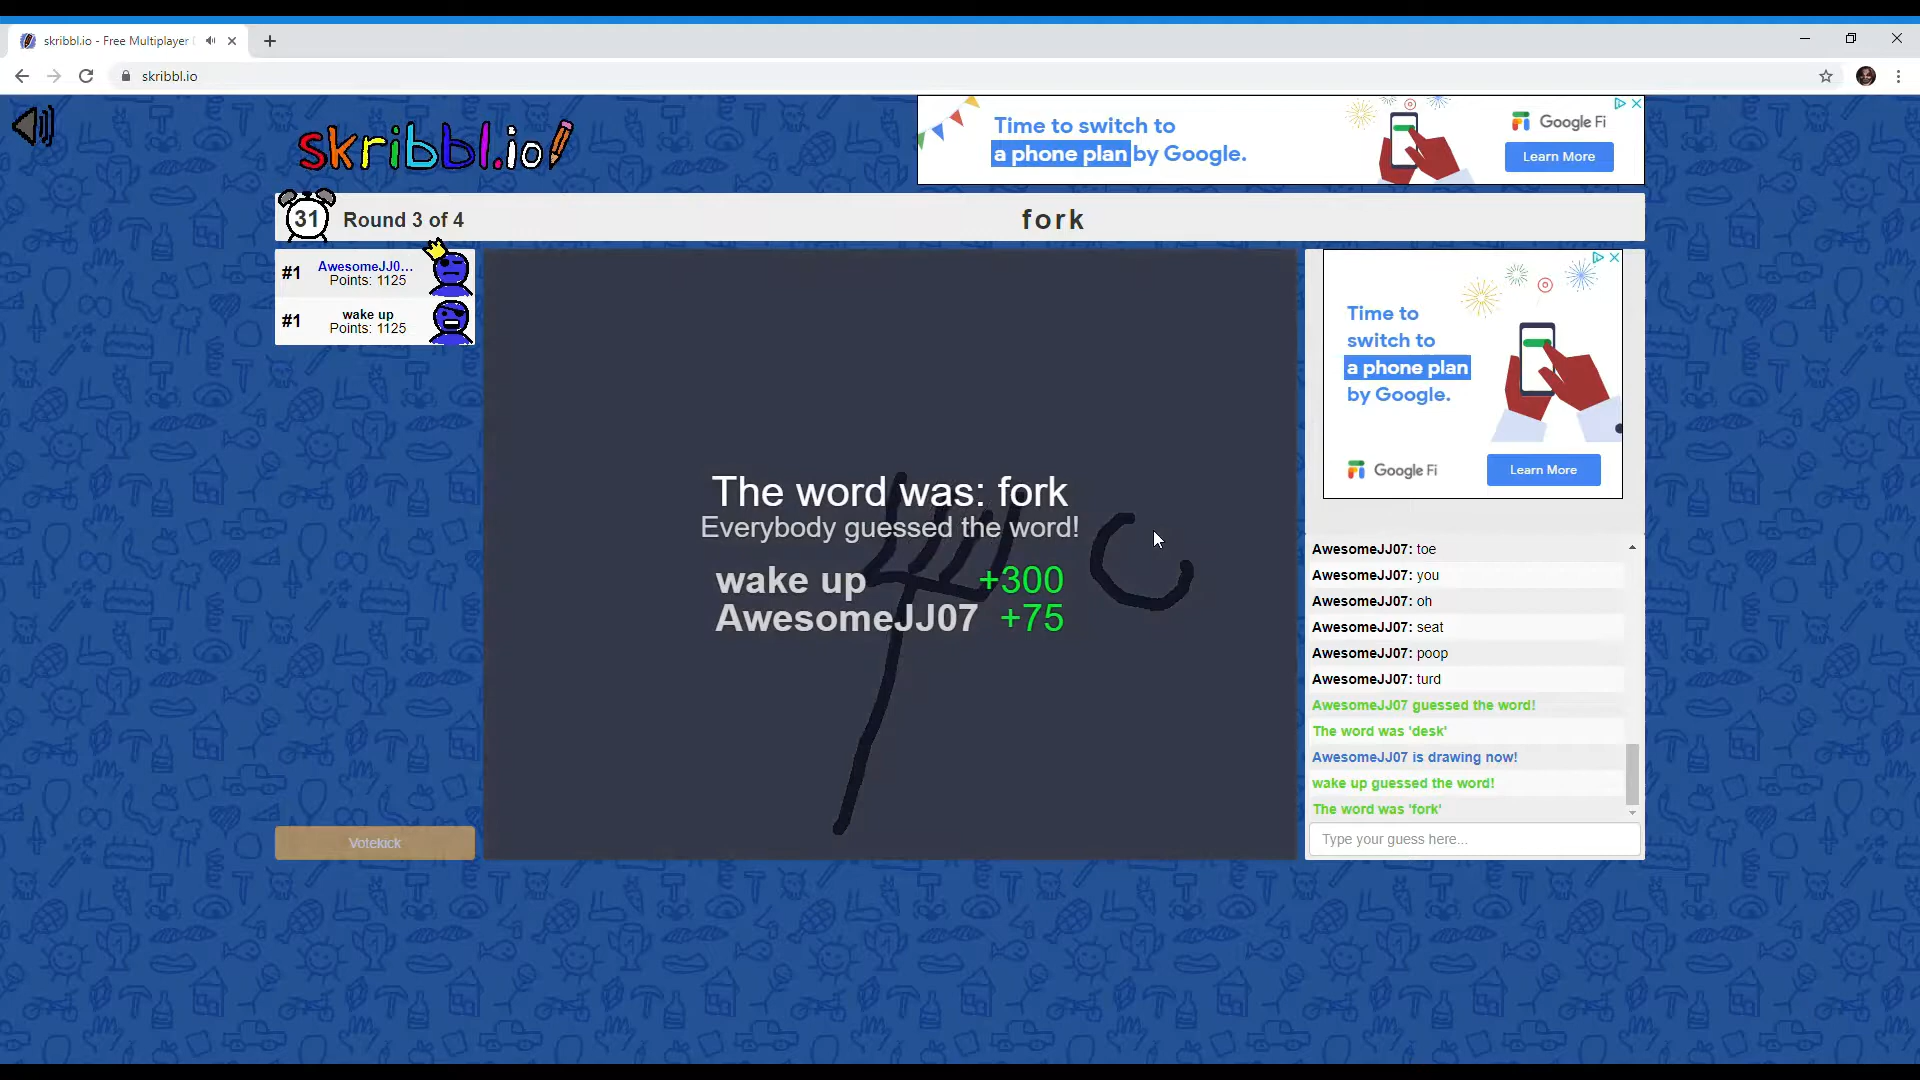 skribbl.io - Free Multiplayer
skribbl.io
skribbl.io
Time to switch to
a phone plan by Google.
Google Fi
Learn More
31
Round 3 of 4
fork
#1
AwesomeJJ0...
Points: 1125
#1
wake up
Points: 1125
The word was: fork
Everybody guessed the word!
wake up +300
AwesomeJJ07 +75
Votekick
Time to
switch to
a phone plan
by Google.
Google Fi
Learn More
AwesomeJJ07: toe
AwesomeJJ07: you
AwesomeJJ07: oh
AwesomeJJ07: seat
AwesomeJJ07: poop
AwesomeJJ07: turd
AwesomeJJ07 guessed the word!
The word was 'desk'
AwesomeJJ07 is drawing now!
wake up guessed the word!
The word was 'fork'
Type your guess here...